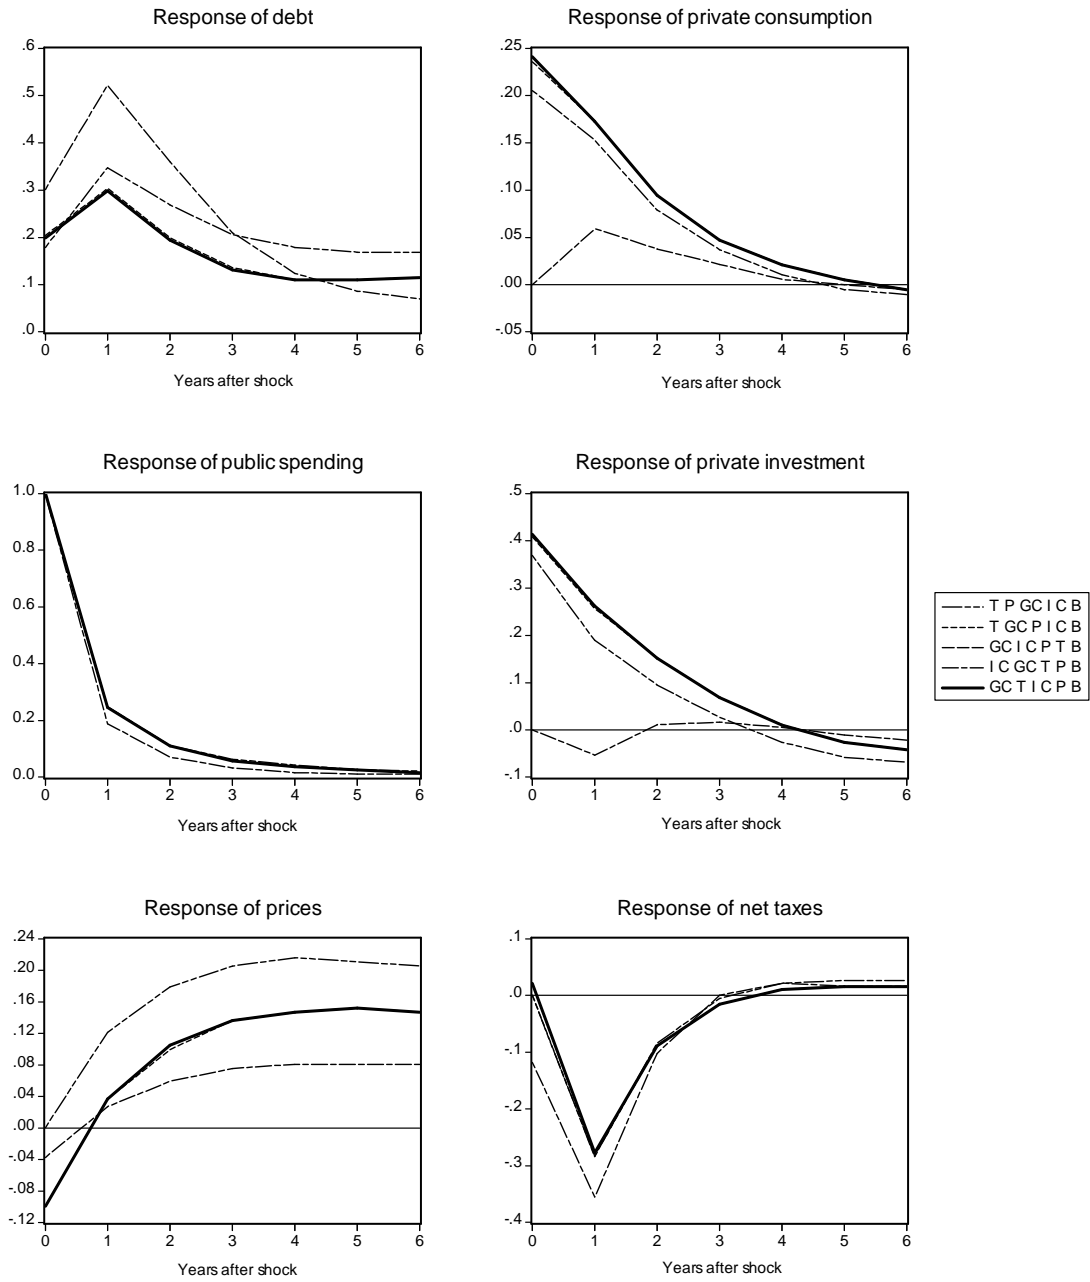 Response of debt
.6
.5
.4
.3
.2
.1
.0
0 1 2 3 4 5 6
Years after shock
Response of private consumption
.25
.20
.15
.10
.05
.00
-.05
0 1 2 3 4 5 6
Years after shock
Response of public spending
1.0
0.8
0.6
0.4
0.2
0.0
0 1 2 3 4 5 6
Years after shock
Response of private investment
.5
.4
.3
.2
.1
.0
-.1
0 1 2 3 4 5 6
Years after shock
T P GC I C B
T GC P I C B
GC I C P T B
I C GC T P B
GC T I C P B
Response of prices
.24
.20
.16
.12
.08
.04
.00
-.04
-.08
-.12
0 1 2 3 4 5 6
Years after shock
Response of net taxes
.1
.0
-.1
-.2
-.3
-.4
0 1 2 3 4 5 6
Years after shock